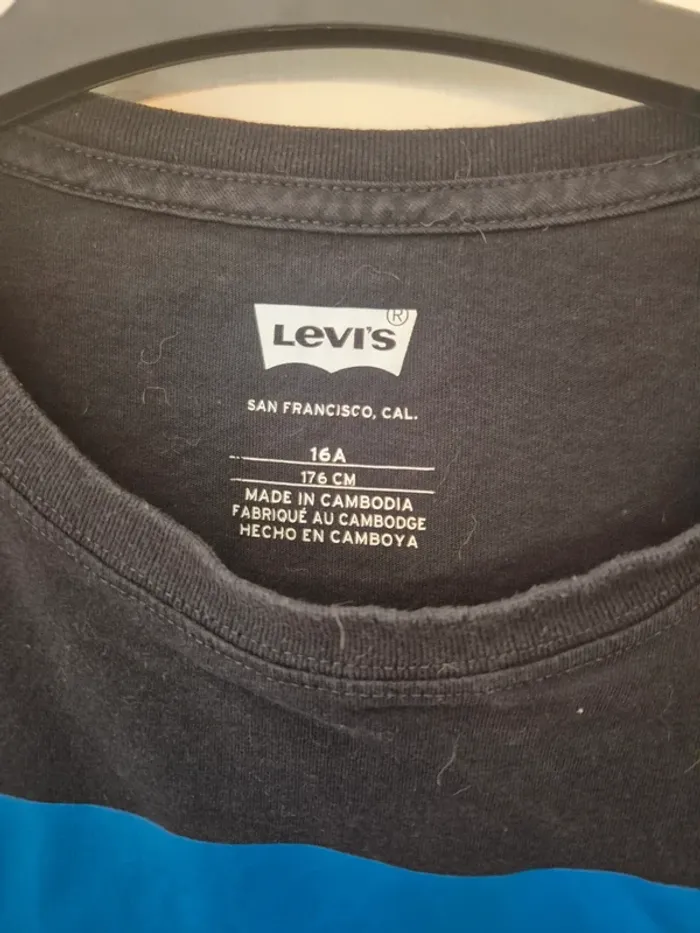 LEVI'S ®
SAN FRANCISCO, CAL.
16A
176 CM
MADE IN CAMBODIA
FABRIQUÉ AU CAMBODGE
HECHO EN CAMBOYA